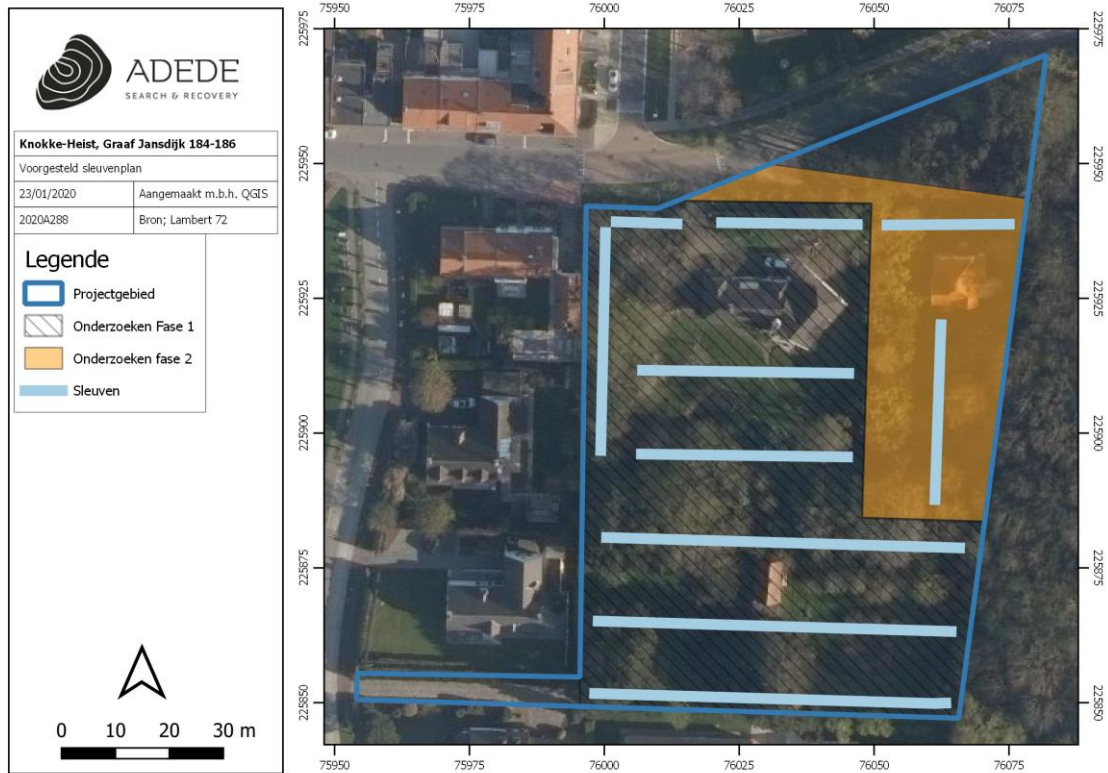 ADEDE
SEARCH & RECOVERY
Knokke-Heist, Graaf Jansdijk 184-186
Voorgesteld sleuvenplan
23/01/2020 Aangemaakt m.b.h. QGIS
2020A288 Bron; Lambert 72
Legende
Projectgebied
Onderzoeken Fase 1
Onderzoeken fase 2
Sleuven
0 10 20 30 m
75950 75975 76000 76025 76050 76075
225975 225975
225950 225950
225925 225925
225900 225900
225875 225875
225850 225850
75950 75975 76000 76025 76050 76075